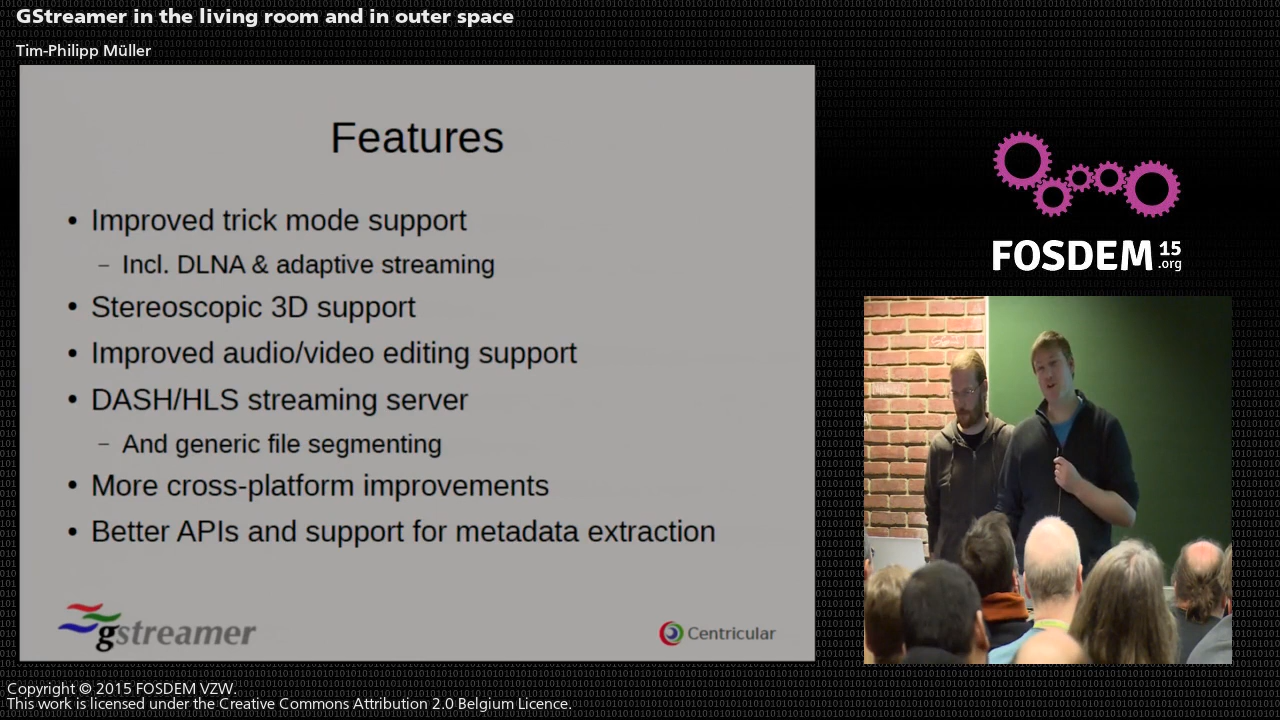 GStreamer in the living room and in outer space
Tim-Philipp Müller
Features
• Improved trick mode support
– Incl. DLNA & adaptive streaming
• Stereoscopic 3D support
• Improved audio/video editing support
• DASH/HLS streaming server
– And generic file segmenting
• More cross-platform improvements
• Better APIs and support for metadata extraction
gstreamer
Centricular
FOSDEM 15
.org
Copyright © 2015 FOSDEM VZW.
This work is licensed under the Creative Commons Attribution 2.0 Belgium Licence.